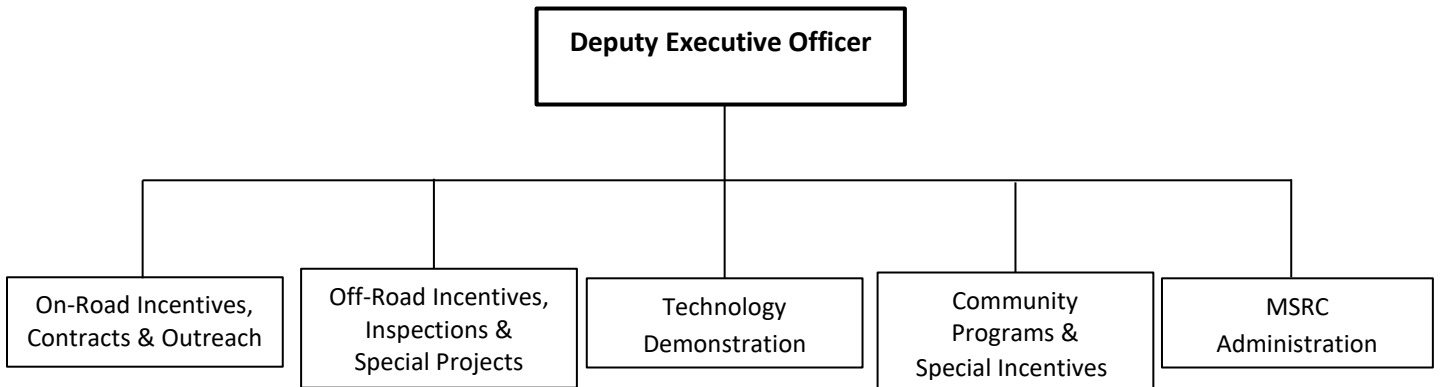 Deputy Executive Officer
On-Road Incentives,
Contracts & Outreach
Off-Road Incentives,
Inspections &
Special Projects
Technology
Demonstration
Community
Programs &
Special Incentives
MSRC
Administration